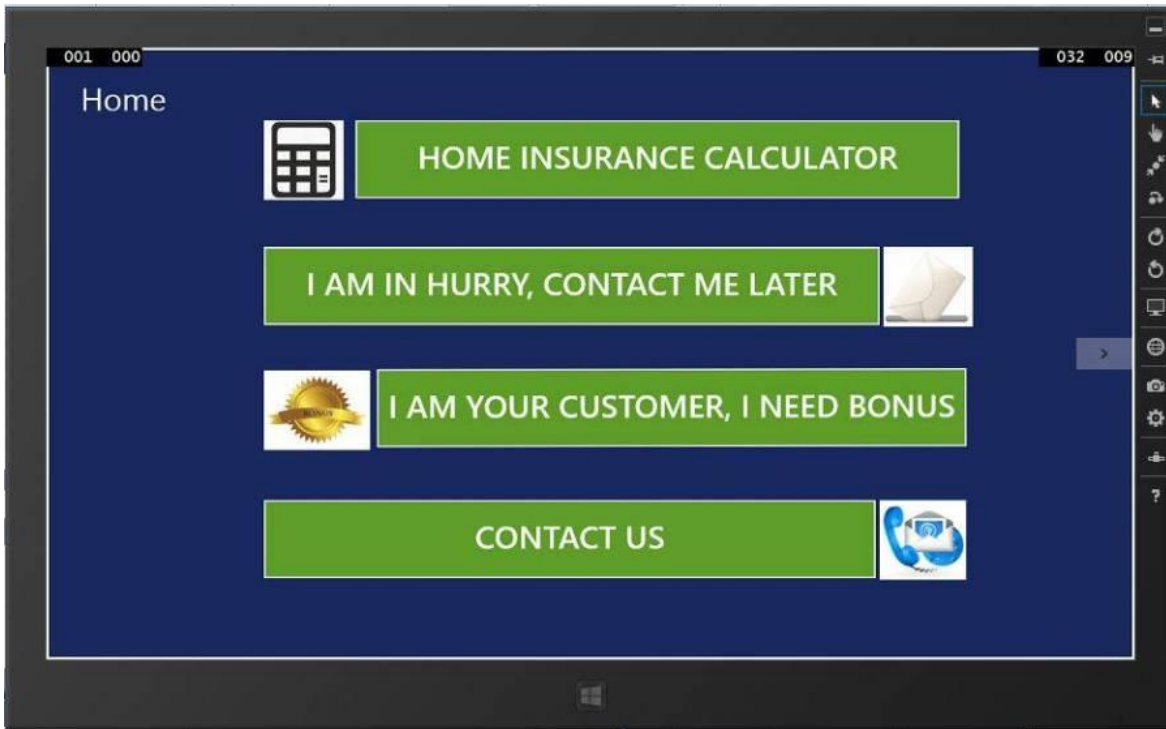 001 000
032 009
Home
HOME INSURANCE CALCULATOR
I AM IN HURRY, CONTACT ME LATER
BONUS
I AM YOUR CUSTOMER, I NEED BONUS
CONTACT US